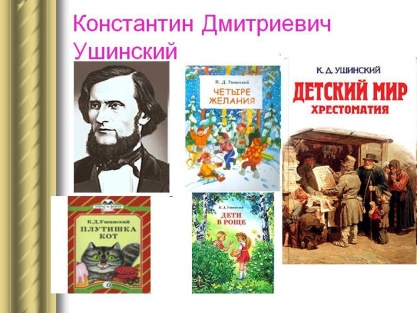 Константин Дмитриевич
Ушинский
К. Д. Ушинский
ЧЕТЫРЕ
ЖЕЛАНИЯ
К. Д. УШИНСКИЙ
ДЕТСКИЙ МИР
ХРЕСТОМАТИЯ
К.Д.Ушинский
ПЛУТИШКА
КОТ
К.Д.Ушинский
ДЕТИ
В РОЩЕ